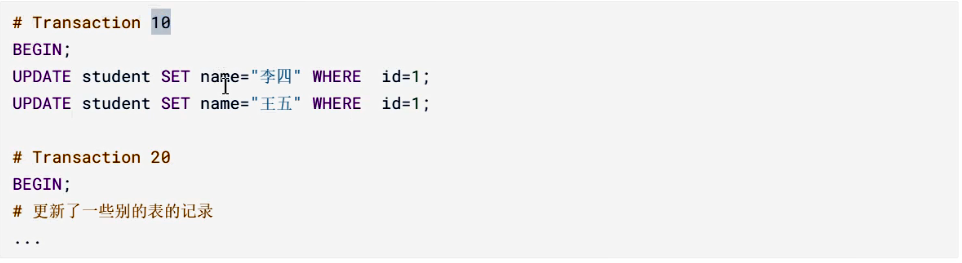 # Transaction 10
BEGIN;
UPDATE student SET name="李四" WHERE  id=1;
UPDATE student SET name="王五" WHERE  id=1;
# Transaction 20
BEGIN;
# 更新了一些别的表的记录
...